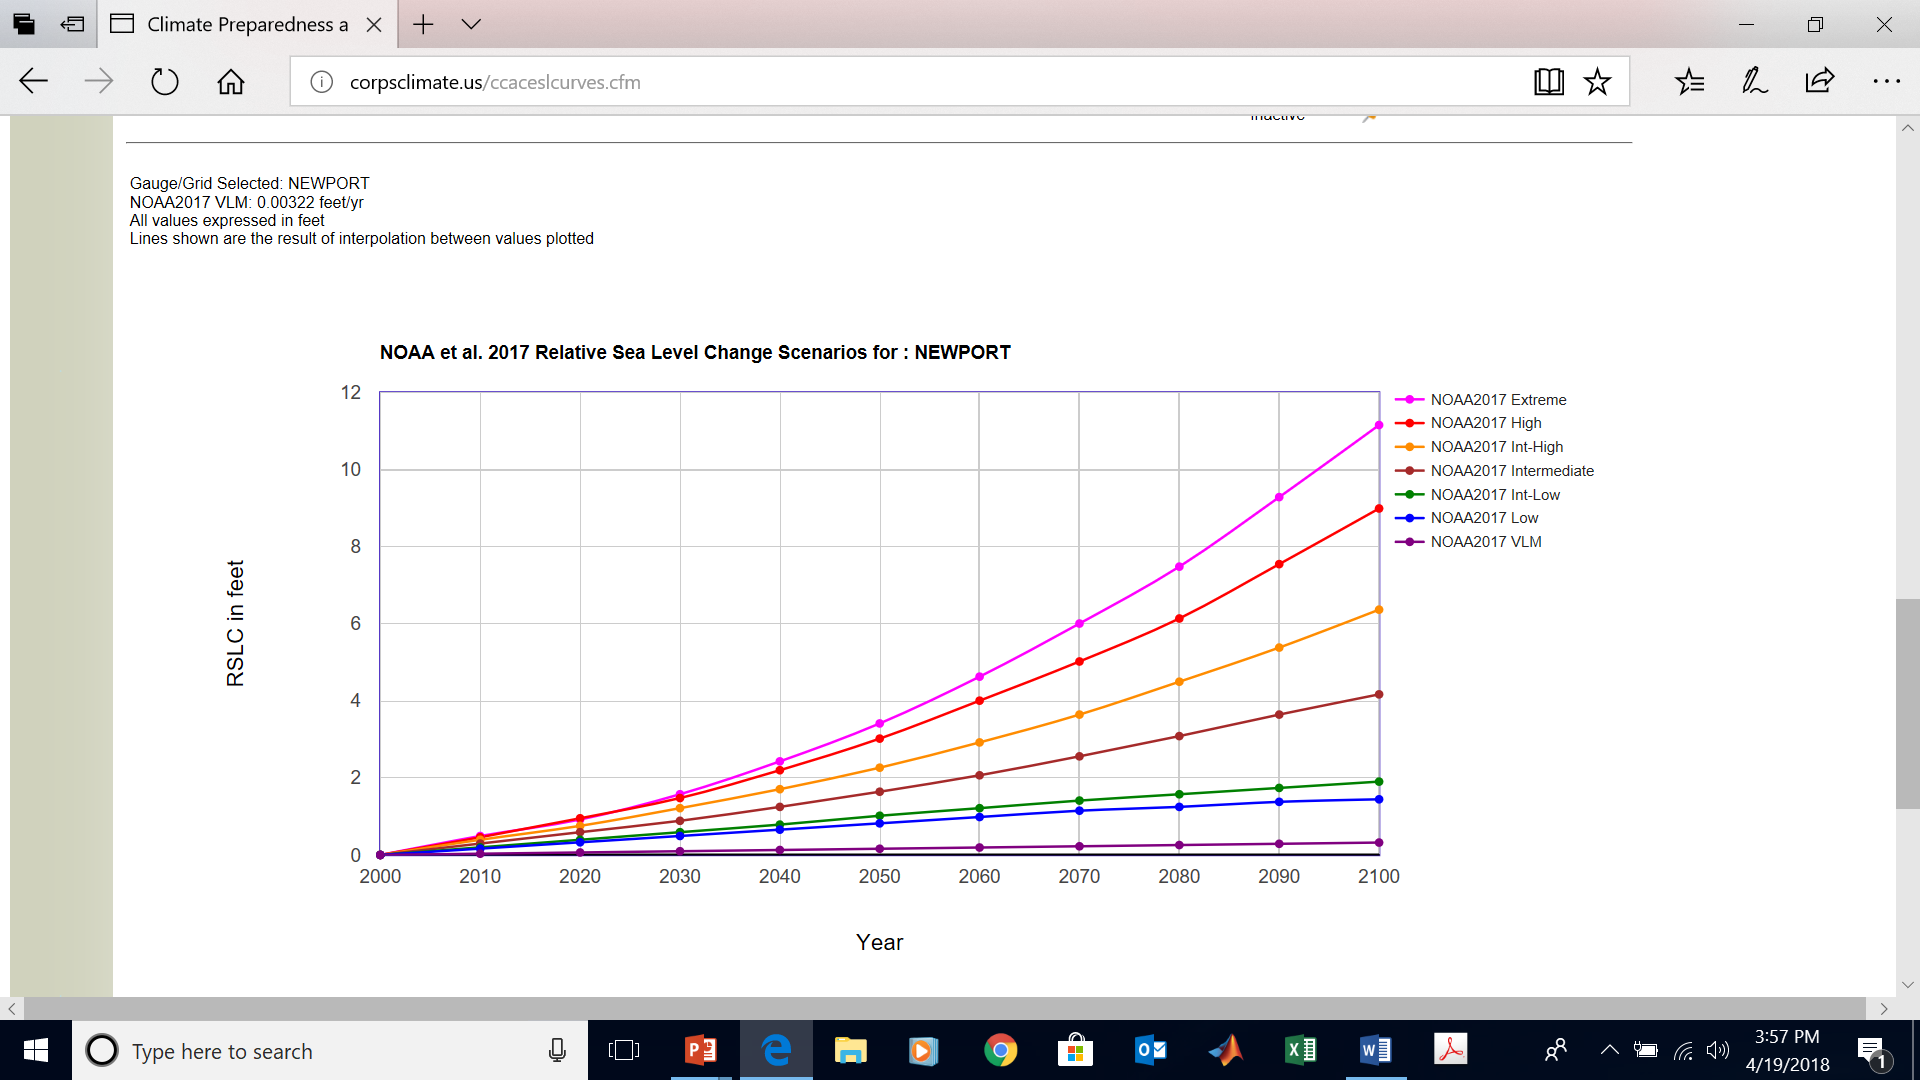 Climate Preparedness a
corpsclimate.us/ccaceslcurves.cfm
Gauge/Grid Selected: NEWPORT
NOAA2017 VLM: 0.00322 feet/yr
All values expressed in feet
Lines shown are the result of interpolation between values plotted
NOAA et al. 2017 Relative Sea Level Change Scenarios for : NEWPORT
12
10
8
6
4
2
0
RSLC in feet
2000 2010 2020 2030 2040 2050 2060 2070 2080 2090 2100
Year
NOAA2017 Extreme
NOAA2017 High
NOAA2017 Int-High
NOAA2017 Intermediate
NOAA2017 Int-Low
NOAA2017 Low
NOAA2017 VLM
Type here to search
3:57 PM
4/19/2018
1